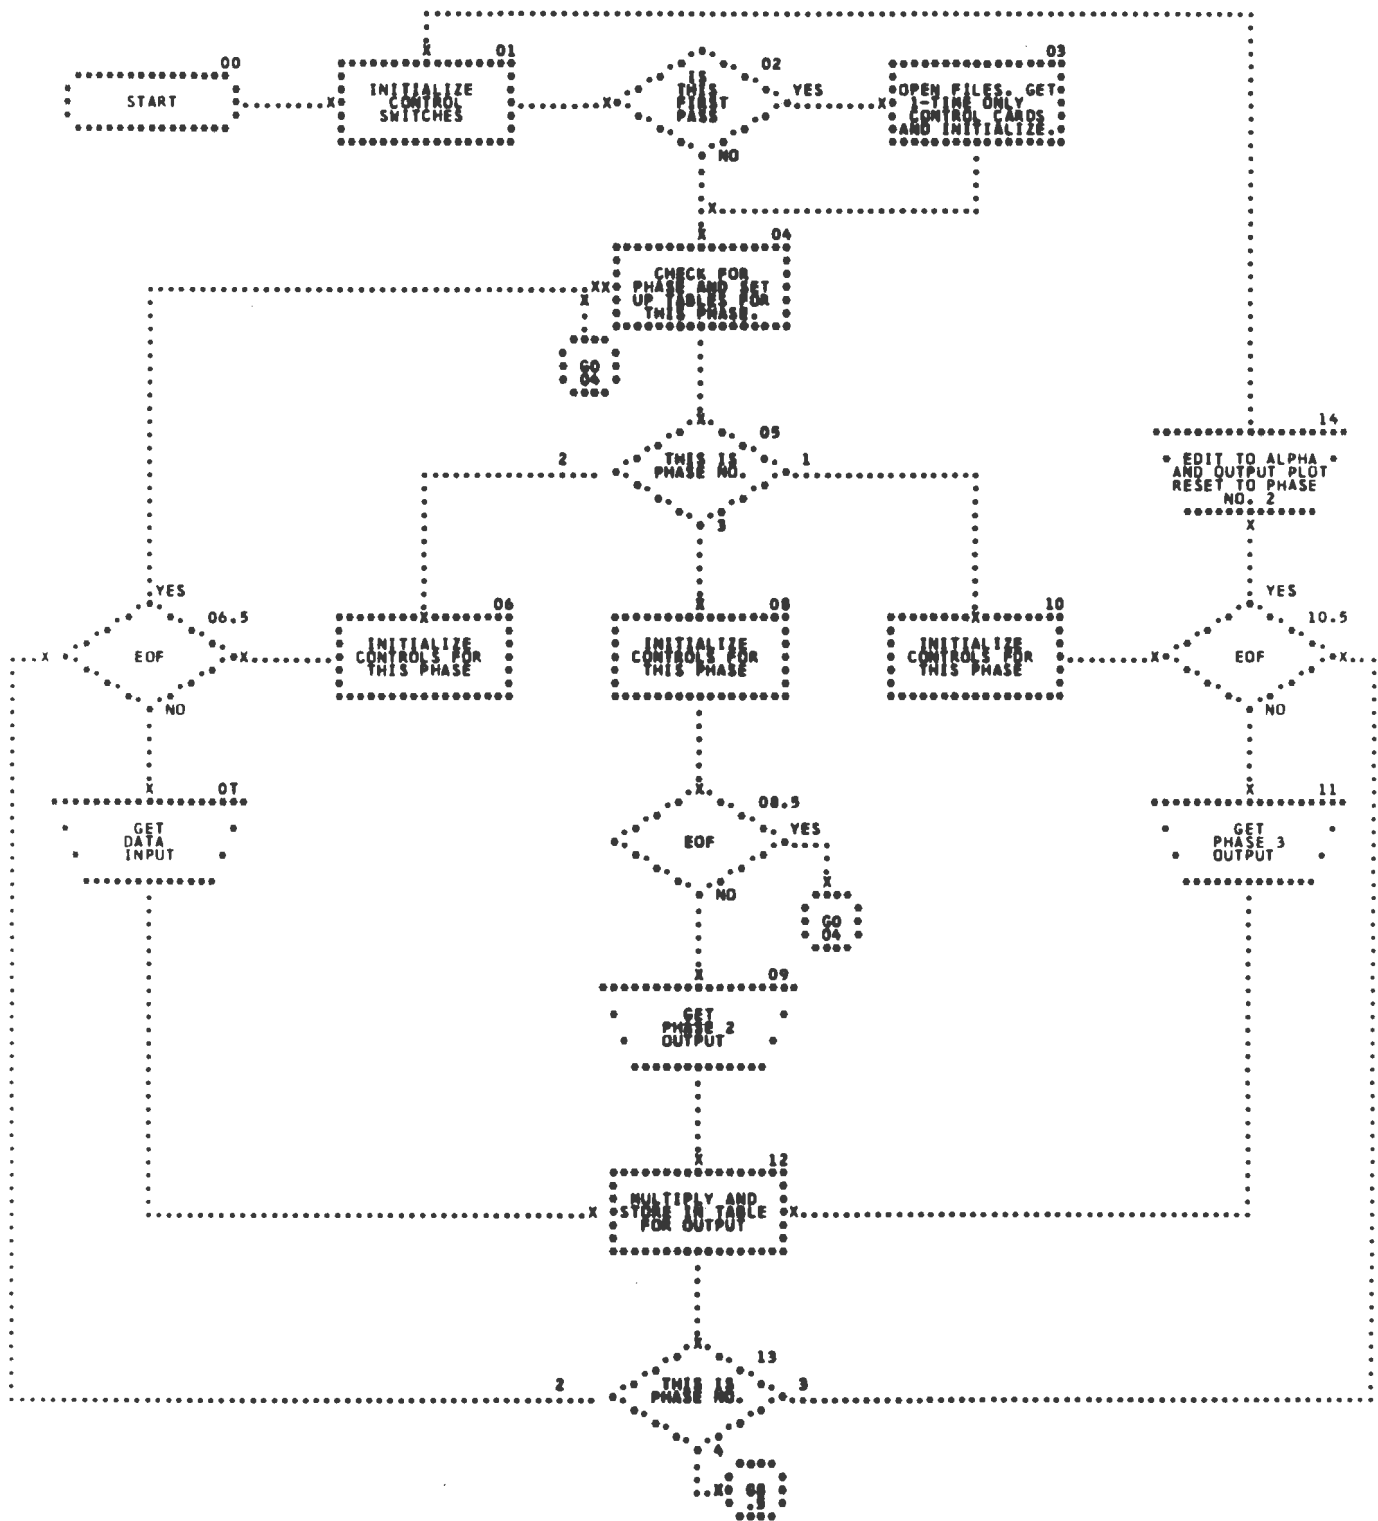 00
START
01
INITIALIZE
CONTROL
SWITCHES
02
IS
THIS
FIRST
PASS
YES
NO
03
OPEN FILES. GET
1-TIME ONLY
CONTROL CARDS
AND INITIALIZE.
04
CHECK FOR
PHASE AND SET
UP TABLES FOR
THIS PHASE.
GO
04
05
THIS IS
PHASE NO.
2
1
3
14
EDIT TO ALPHA
AND OUTPUT PLOT
RESET TO PHASE
NO. 2
YES
06.5
EOF
NO
06
INITIALIZE
CONTROLS FOR
THIS PHASE
08
INITIALIZE
CONTROLS FOR
THIS PHASE
10
INITIALIZE
CONTROLS FOR
THIS PHASE
YES
10.5
EOF
NO
07
GET
DATA
INPUT
08.5
EOF
YES
NO
GO
04
11
GET
PHASE 3
OUTPUT
09
GET
PHASE 2
OUTPUT
12
MULTIPLY AND
STORE IN TABLE
FOR OUTPUT
13
THIS IS
PHASE NO.
2
3
4